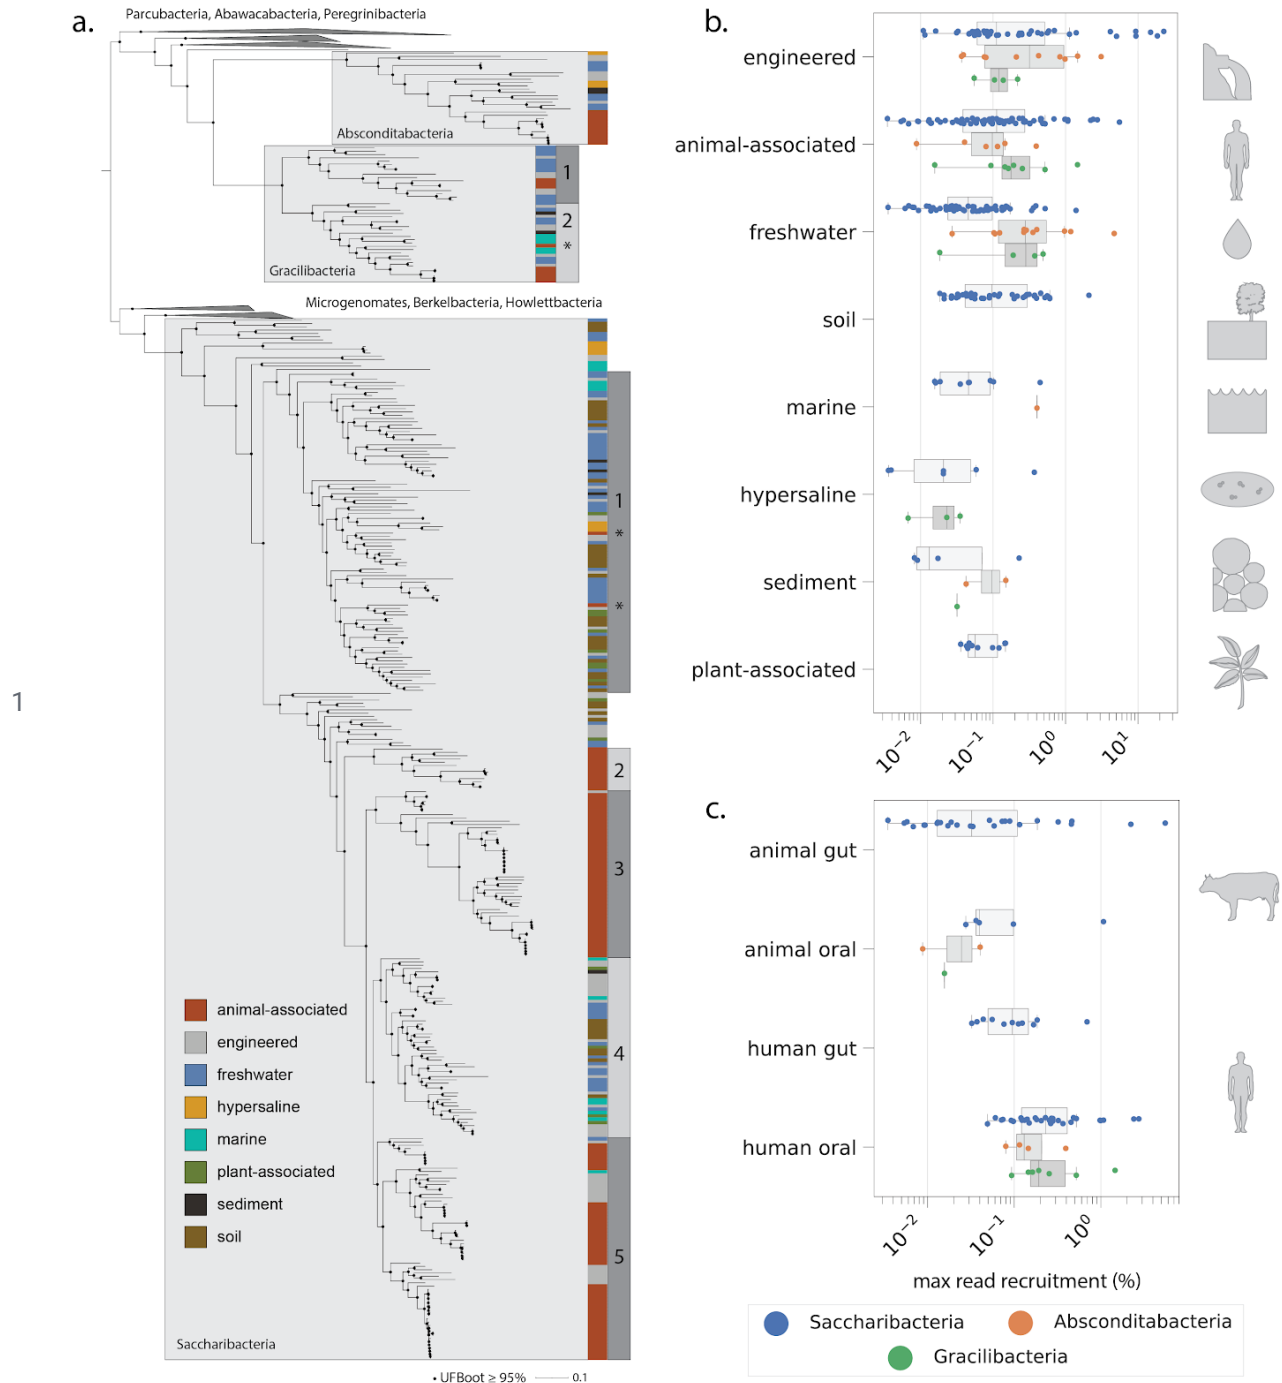 a.
Parcubacteria, Abawacabacteria, Peregrinibacteria
Absconditabacteria
1
2
*
Gracilibacteria
Microgenomates, Berkelbacteria, Howlettbacteria
1
*
*
2
3
4
5
animal-associated
engineered
freshwater
hypersaline
marine
plant-associated
sediment
soil
Saccharibacteria
• UFBoot ≥ 95%
0.1
1
b.
engineered
animal-associated
freshwater
soil
marine
hypersaline
sediment
plant-associated
10⁻² 10⁻¹ 10⁰ 10¹
c.
animal gut
animal oral
human gut
human oral
10⁻² 10⁻¹ 10⁰
max read recruitment (%)
Saccharibacteria Absconditabacteria
Gracilibacteria